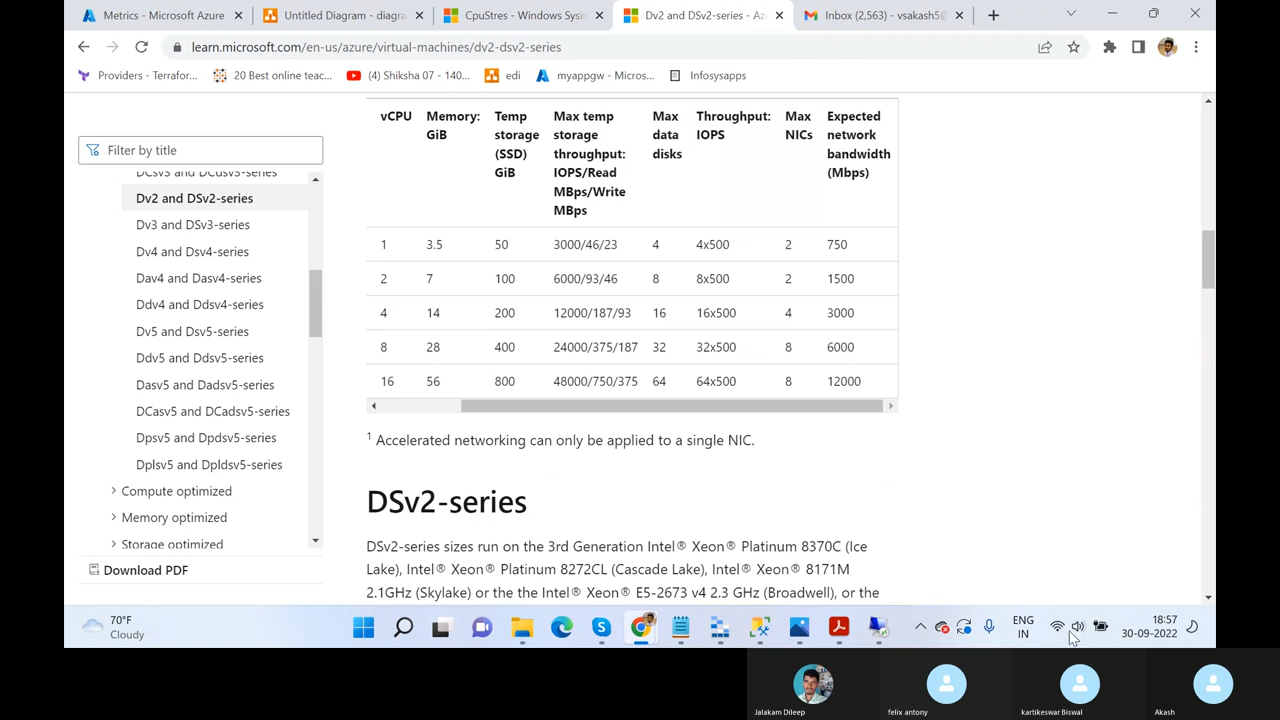 Metrics - Microsoft Azure
Untitled Diagram - diagra
CpuStres - Windows Sysin
Dv2 and DSv2-series - Az
Inbox (2,563) - vsakash5@
learn.microsoft.com/en-us/azure/virtual-machines/dv2-dsv2-series
Providers - Terrafor...
20 Best online teac...
(4) Shiksha 07 - 140...
edi
myappgw - Micros...
Infosysapps
Filter by title
DCsv3 and DCdsv3-series
Dv2 and DSv2-series
Dv3 and DSv3-series
Dv4 and Dsv4-series
Dav4 and Dasv4-series
Ddv4 and Ddsv4-series
Dv5 and Dsv5-series
Ddv5 and Ddsv5-series
Dasv5 and Dadsv5-series
DCasv5 and DCadsv5-series
Dpsv5 and Dpdsv5-series
Dplsv5 and Dpldsv5-series
Compute optimized
Memory optimized
Storage optimized
Download PDF
vCPU Memory: Temp Max temp Max Throughput: Max Expected
GiB storage storage data IOPS NICs network
(SSD) throughput: disks bandwidth
GiB IOPS/Read (Mbps)
MBps/Write
MBps
1 3.5 50 3000/46/23 4 4x500 2 750
2 7 100 6000/93/46 8 8x500 2 1500
4 14 200 12000/187/93 16 16x500 4 3000
8 28 400 24000/375/187 32 32x500 8 6000
16 56 800 48000/750/375 64 64x500 8 12000
1 Accelerated networking can only be applied to a single NIC.
DSv2-series
DSv2-series sizes run on the 3rd Generation Intel® Xeon® Platinum 8370C (Ice
Lake), Intel® Xeon® Platinum 8272CL (Cascade Lake), Intel® Xeon® 8171M
2.1GHz (Skylake) or the the Intel® Xeon® E5-2673 v4 2.3 GHz (Broadwell), or the
70°F
Cloudy
ENG
IN
18:57
30-09-2022
Jalakam Dileep
felix antony
kartikeswar Biswal
Akash